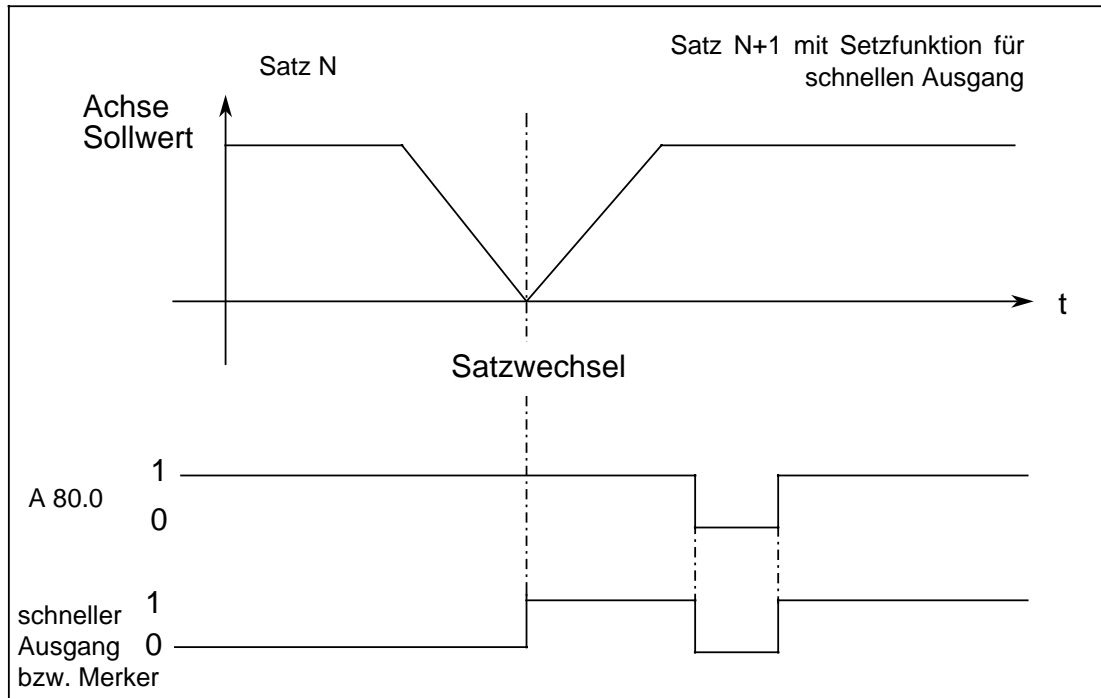 Satz N
Satz N+1 mit Setzfunktion für
schnellen Ausgang
Achse
Sollwert
t
Satzwechsel
1
A 80.0
0
1
schneller
Ausgang 0
bzw. Merker